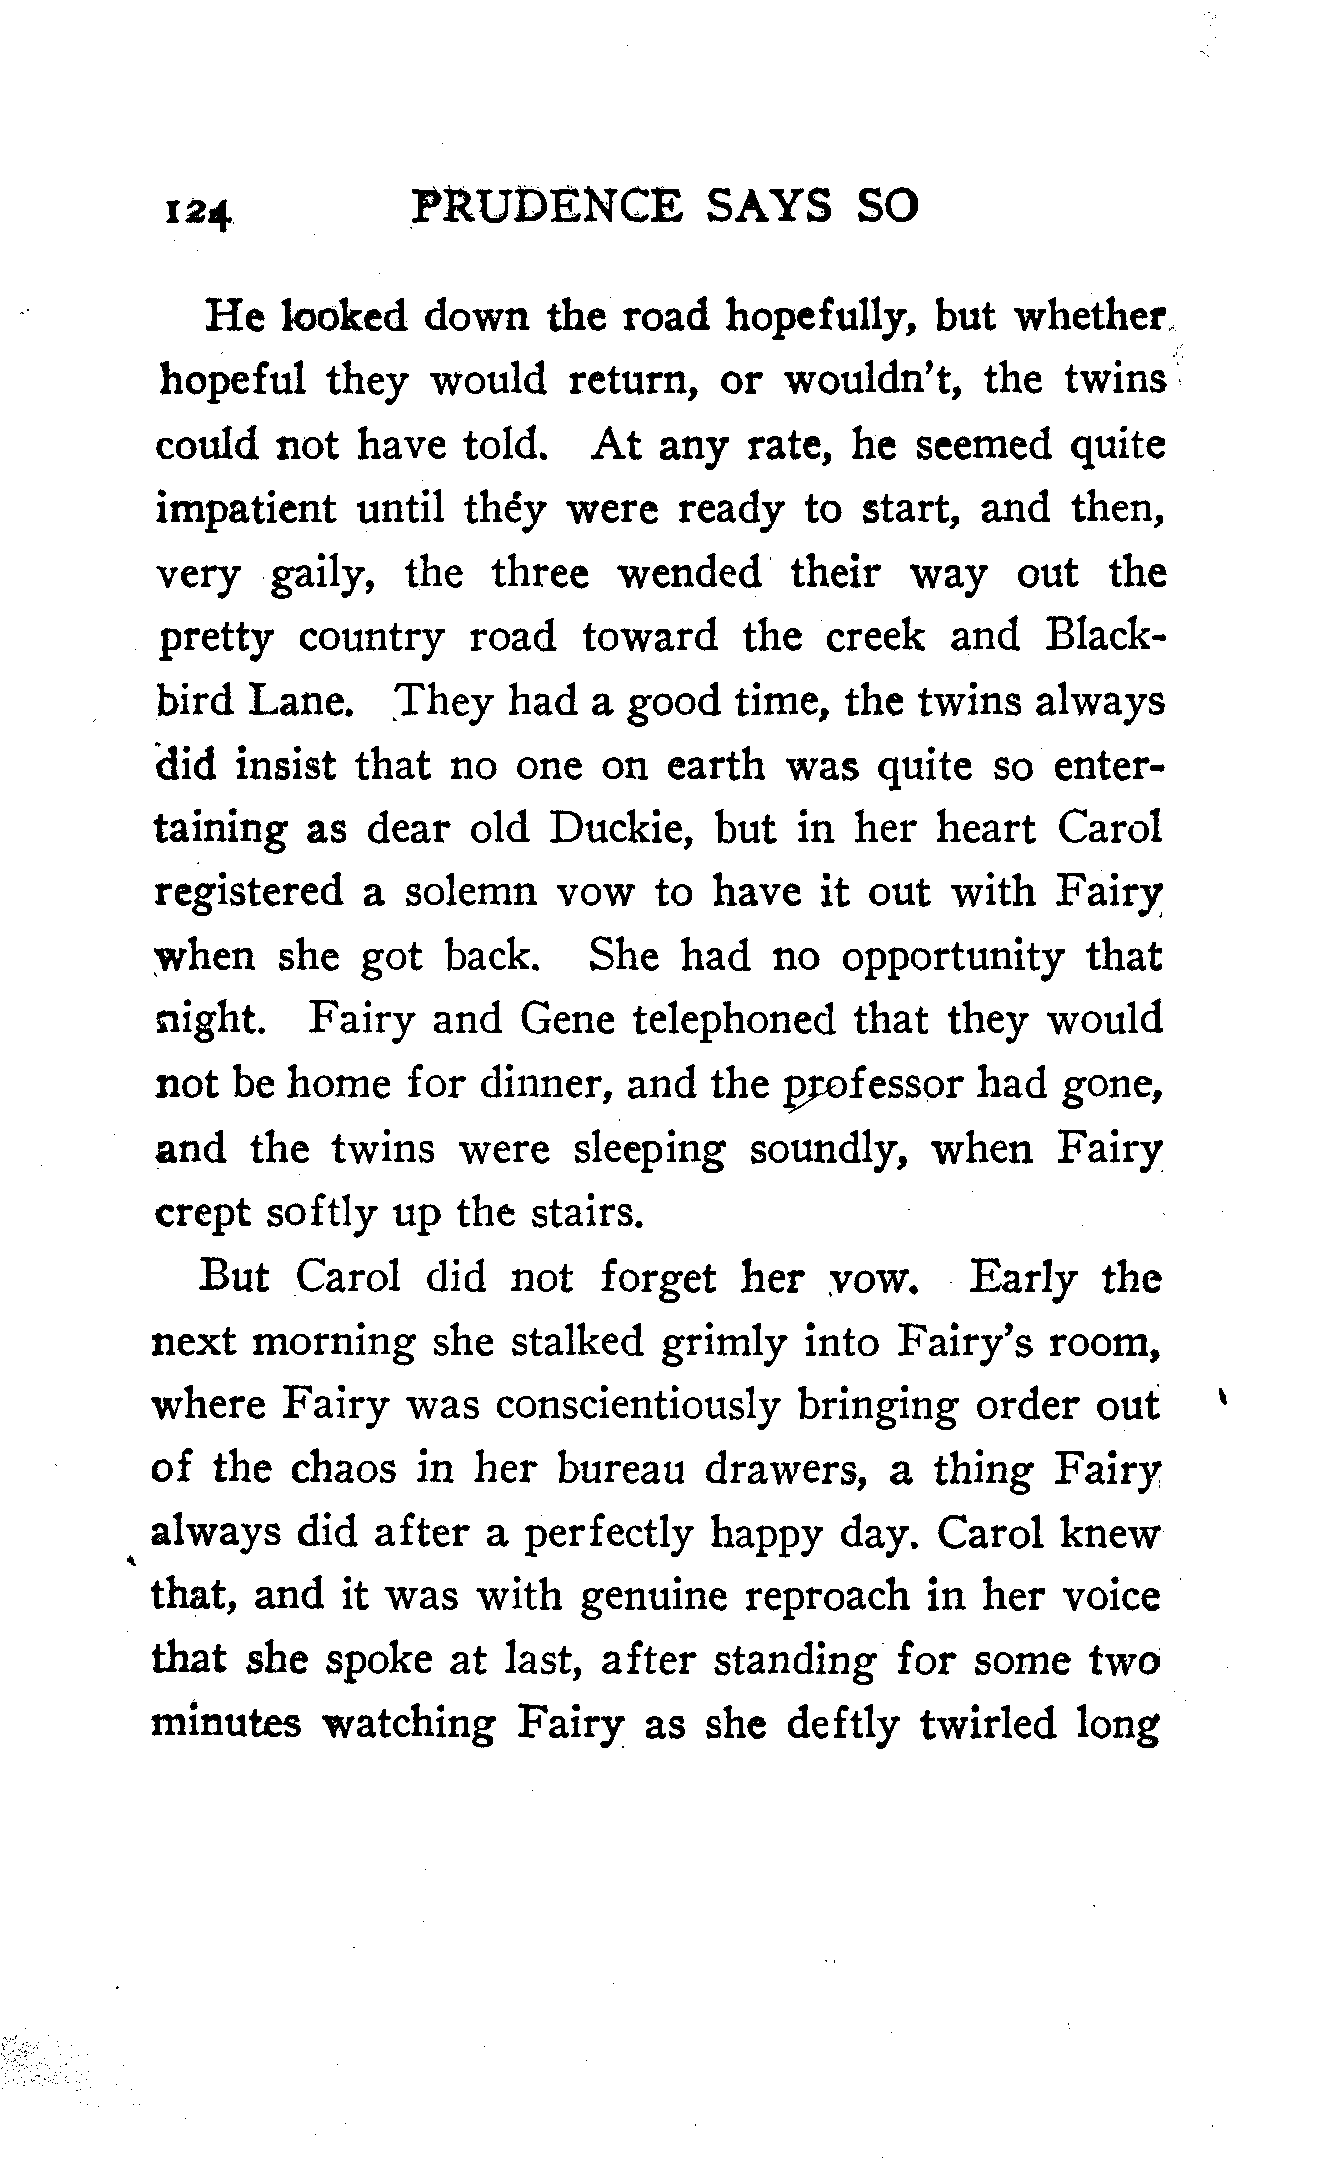 124 PRUDENCE SAYS SO
He looked down the road hopefully, but whether
hopeful they would return, or wouldn't, the twins
could not have told. At any rate, he seemed quite
impatient until they were ready to start, and then,
very gaily, the three wended their way out the
pretty country road toward the creek and Black-
bird Lane. They had a good time, the twins always
did insist that no one on earth was quite so enter-
taining as dear old Duckie, but in her heart Carol
registered a solemn vow to have it out with Fairy
when she got back. She had no opportunity that
night. Fairy and Gene telephoned that they would
not be home for dinner, and the professor had gone,
and the twins were sleeping soundly, when Fairy
crept softly up the stairs.
But Carol did not forget her vow. Early the
next morning she stalked grimly into Fairy's room,
where Fairy was conscientiously bringing order out
of the chaos in her bureau drawers, a thing Fairy
always did after a perfectly happy day. Carol knew
that, and it was with genuine reproach in her voice
that she spoke at last, after standing for some two
minutes watching Fairy as she deftly twirled long